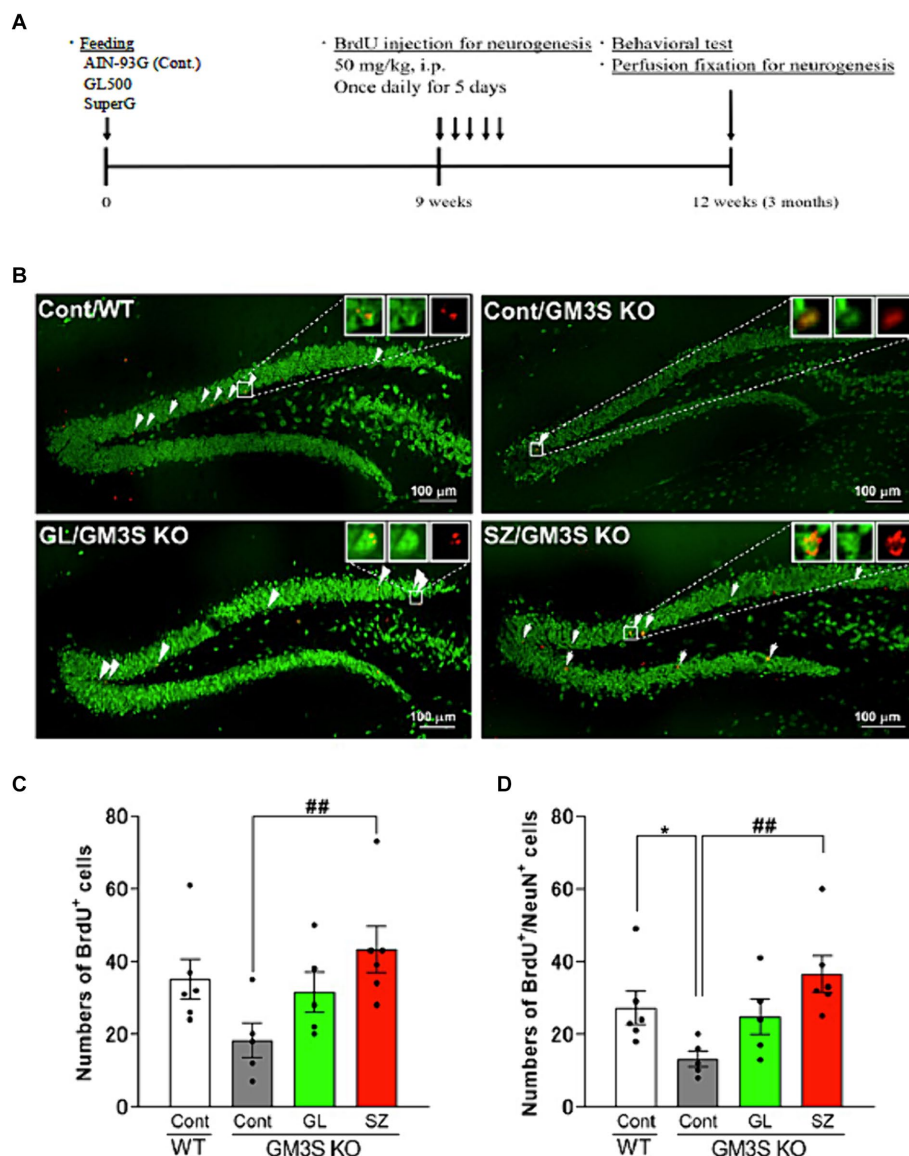 A
· Feeding
AIN-93G (Cont.)
GL500
SuperG
· BrdU injection for neurogenesis
50 mg/kg, i.p.
Once daily for 5 days
· Behavioral test
· Perfusion fixation for neurogenesis
0
9 weeks
12 weeks (3 months)
B
Cont/WT
100 μm
Cont/GM3S KO
100 μm
GL/GM3S KO
100 μm
SZ/GM3S KO
100 μm
C
Numbers of BrdU+ cells
80
60
40
20
0
##
Cont Cont GL SZ
WT GM3S KO
D
Numbers of BrdU+/NeuN+ cells
80
60
40
20
0
* ##
Cont Cont GL SZ
WT GM3S KO